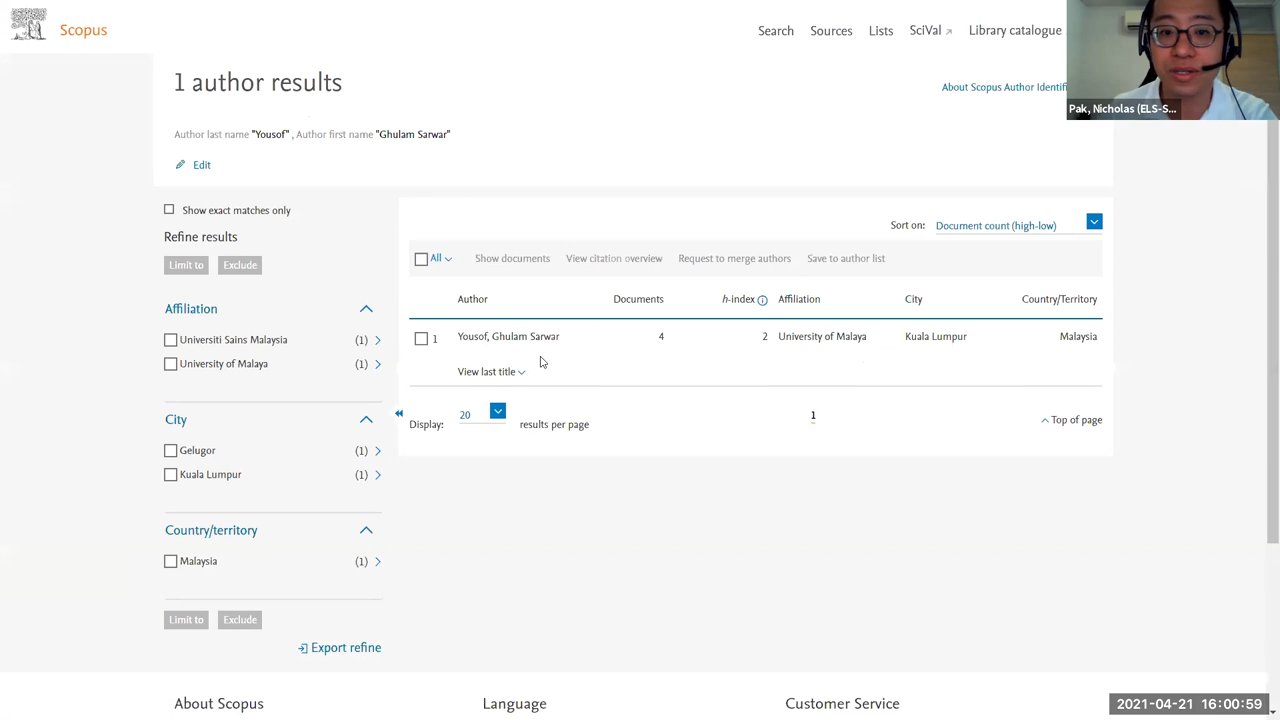 Scopus
Search Sources Lists SciVal Library catalogue
Pak, Nicholas (ELS-S...
1 author results
About Scopus Author Identifi
Author last name "Yousof" , Author first name "Ghulam Sarwar"
Edit
Show exact matches only
Refine results
Limit to Exclude
Affiliation
Universiti Sains Malaysia (1)
University of Malaya (1)
City
Gelugor (1)
Kuala Lumpur (1)
Country/territory
Malaysia (1)
Limit to Exclude
Export refine
Sort on: Document count (high-low)
All Show documents View citation overview Request to merge authors Save to author list
Author Documents h-index Affiliation City Country/Territory
1 Yousof, Ghulam Sarwar 4 2 University of Malaya Kuala Lumpur Malaysia
View last title
Display: 20 results per page 1 Top of page
About Scopus Language Customer Service
2021-04-21 16:00:59